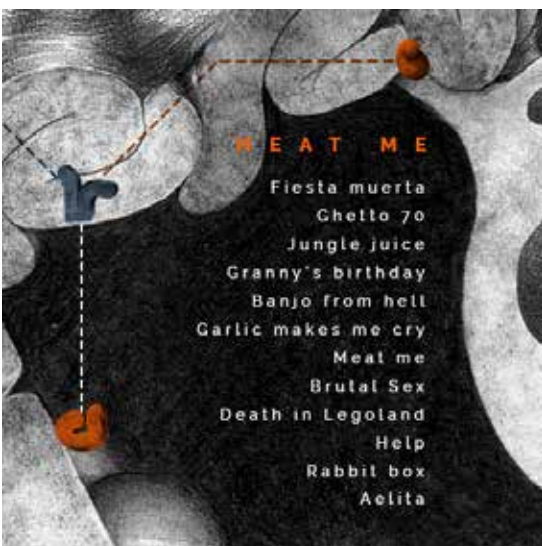 MEAT ME
Fiesta muerta
Ghetto 70
Jungle juice
Granny's birthday
Banjo from hell
Garlic makes me cry
Meat me
Brutal Sex
Death in Legoland
Help
Rabbit box
Aelita